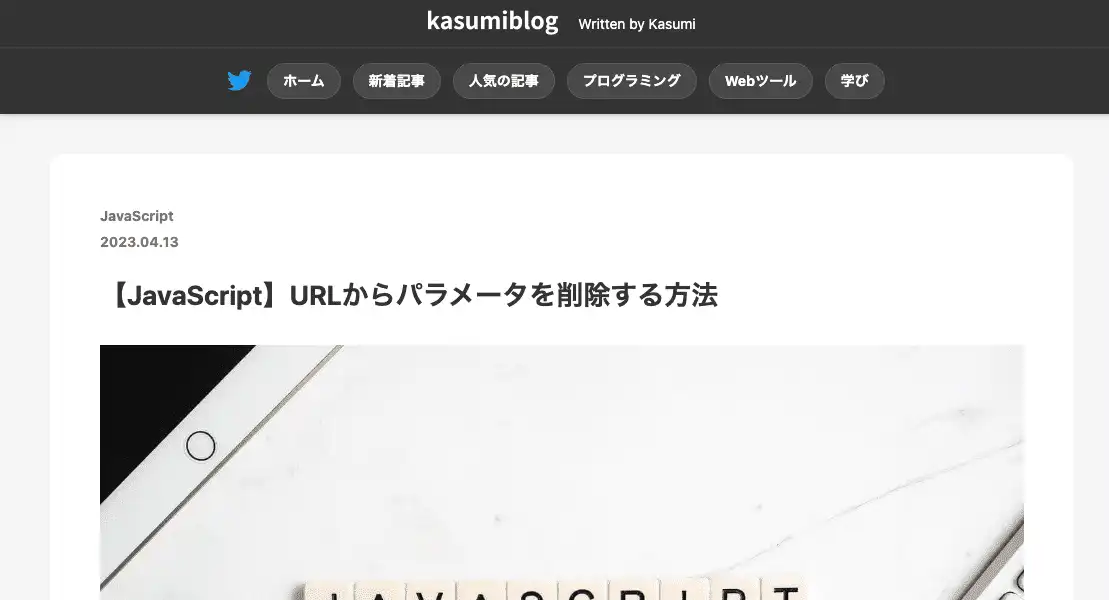 kasumiblog Written by Kasumi
ホーム 新着記事 人気の記事 プログラミング Webツール 学び
JavaScript
2023.04.13
【JavaScript】URLからパラメータを削除する方法
JAVASCRIPT